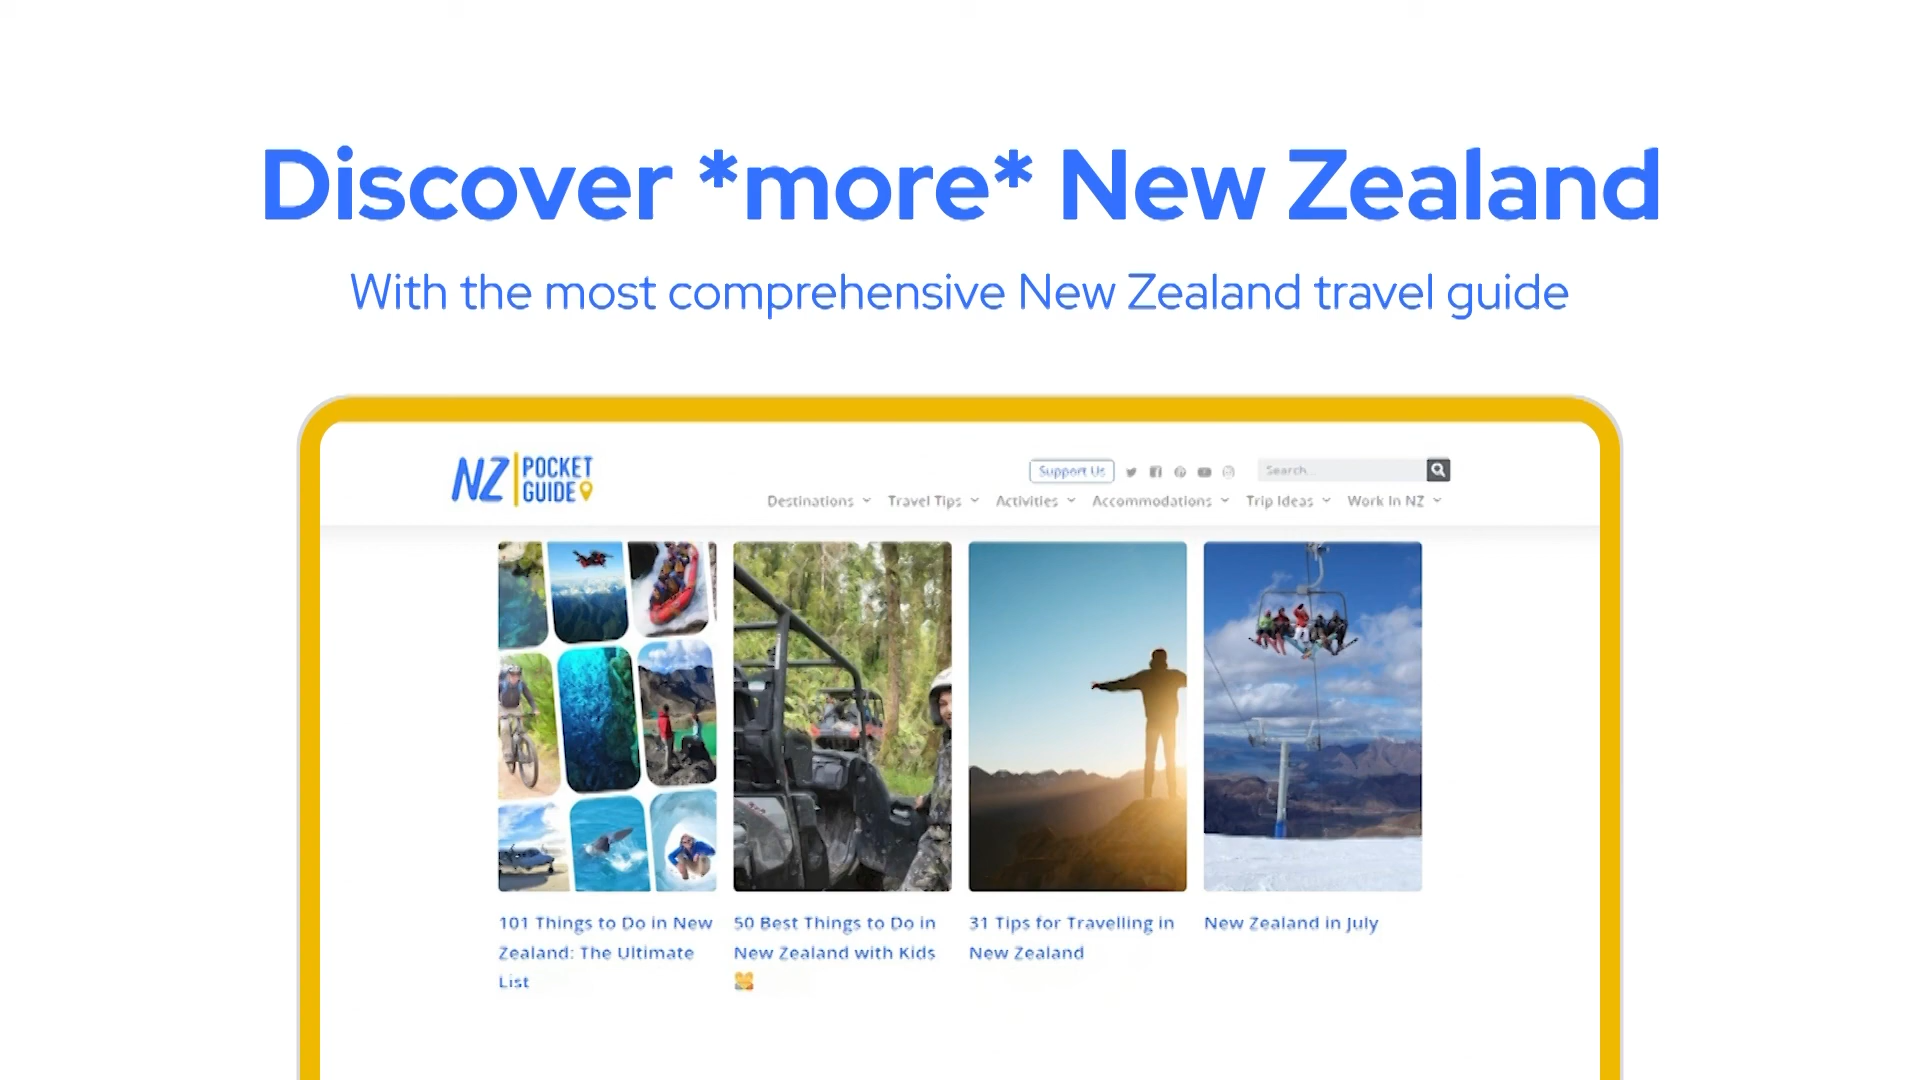 Discover *more* New Zealand
With the most comprehensive New Zealand travel guide
NZ POCKET GUIDE
Support Us
Search...
Destinations Travel Tips Activities Accommodations Trip Ideas Work In NZ
101 Things to Do in New
Zealand: The Ultimate
List
50 Best Things to Do in
New Zealand with Kids
31 Tips for Travelling in
New Zealand
New Zealand in July